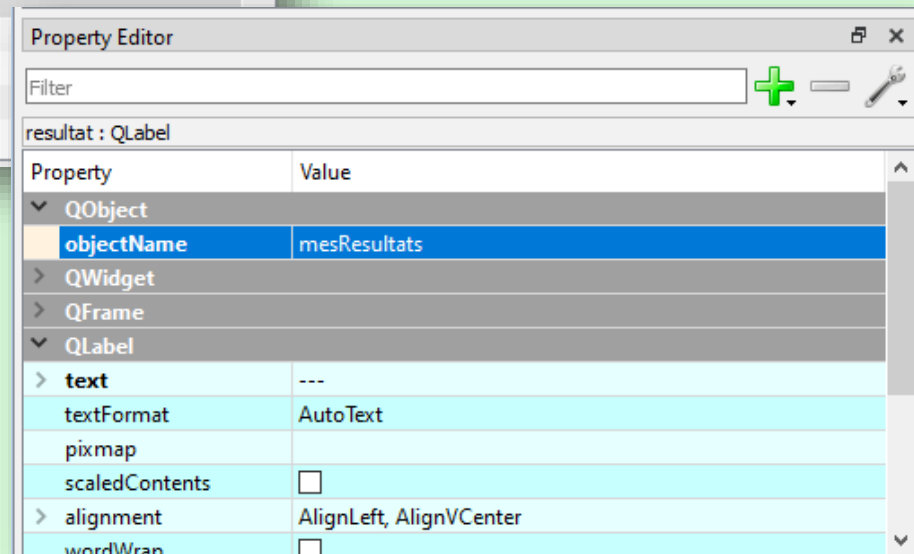 Property Editor
Filter
resultat : QLabel
Property Value
QObject
objectName mesResultats
QWidget
QFrame
QLabel
text ---
textFormat AutoText
pixmap
scaledContents
alignment AlignLeft, AlignVCenter
wordWrap